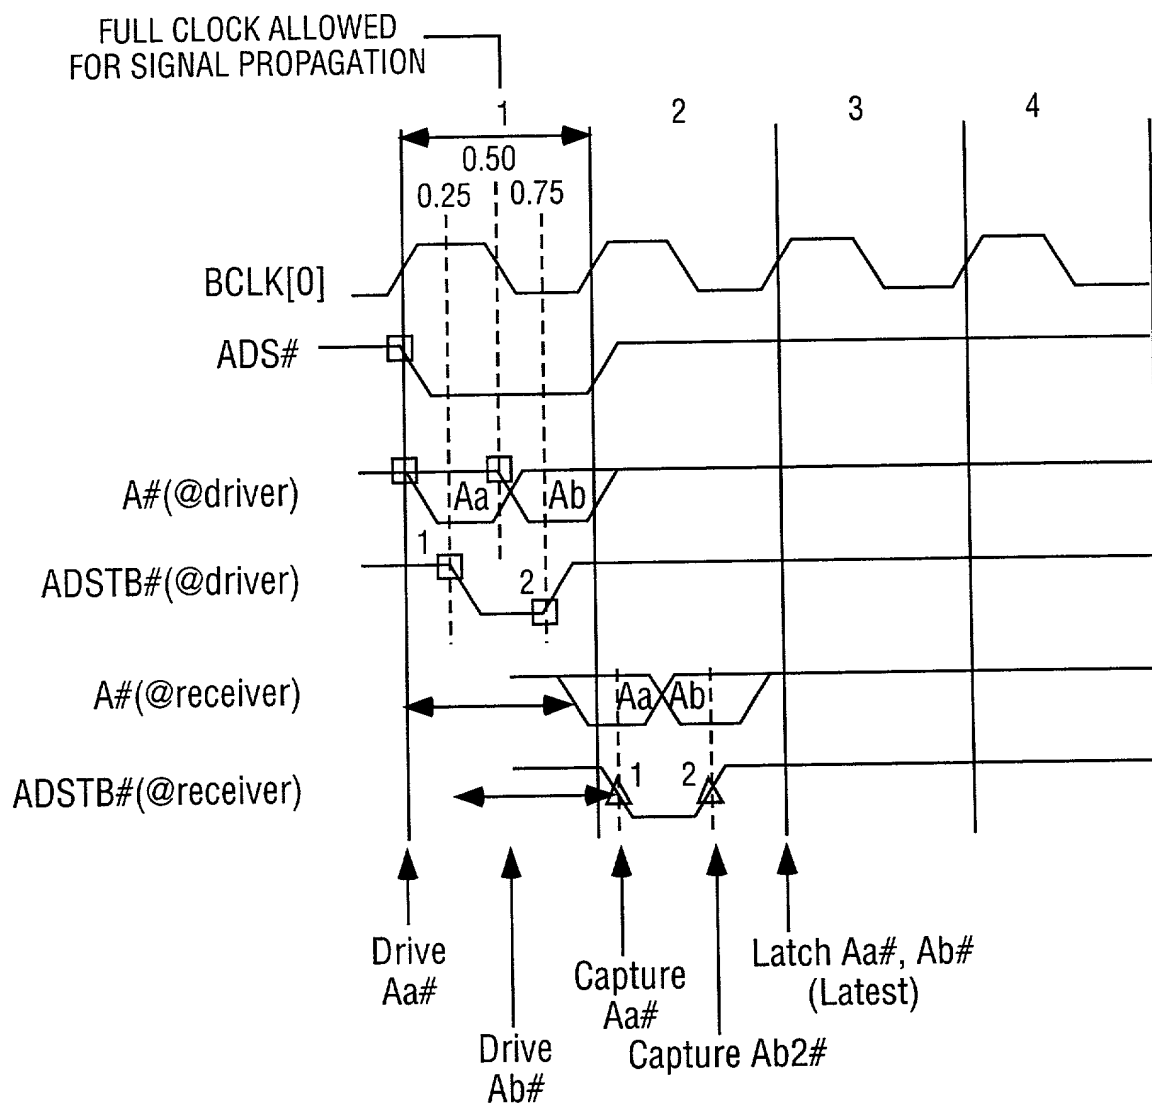 FULL CLOCK ALLOWED
FOR SIGNAL PROPAGATION
1
2
3
4
0.50
0.25
0.75
BCLK[0]
ADS#
A#(@driver)
Aa
Ab
1
ADSTB#(@driver)
2
A#(@receiver)
Aa
Ab
ADSTB#(@receiver)
1
2
Drive
Aa#
Drive
Ab#
Capture
Aa#
Capture Ab2#
Latch Aa#, Ab#
(Latest)